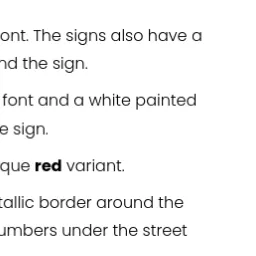 ont. The signs also have a
nd the sign.
font and a white painted
e sign.
que red variant.
tallic border around the
umbers under the street